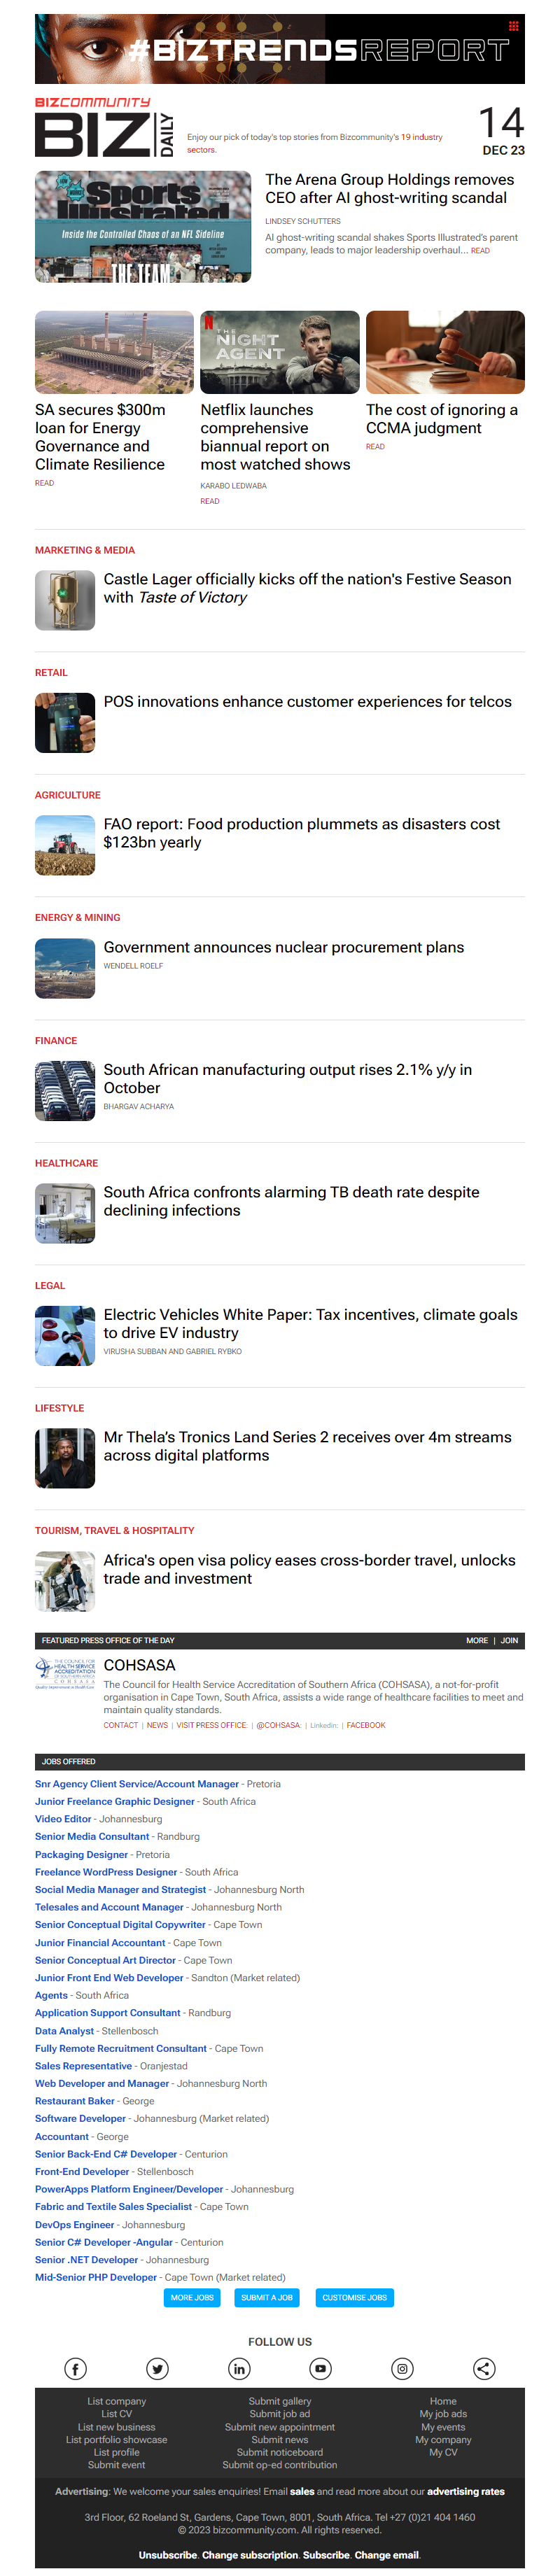 #BIZTRENDSREPORT
BIZCOMMUNITY
BIZ DAILY
Enjoy our pick of today's top stories from Bizcommunity's 19 industry
sectors.
14
DEC 23
Sports
Illustrated
Inside the Controlled Chaos of an NFL Sideline
THE TEAM
The Arena Group Holdings removes
CEO after AI ghost-writing scandal
LINDSEY SCHUTTERS
AI ghost-writing scandal shakes Sports Illustrated's parent
company, leads to major leadership overhaul... READ
SA secures $300m
loan for Energy
Governance and
Climate Resilience
READ
N
THE
NIGHT
AGENT
Netflix launches
comprehensive
biannual report on
most watched shows
KARABO LEDWABA
READ
The cost of ignoring a
CCMA judgment
READ
MARKETING & MEDIA
Castle Lager officially kicks off the nation's Festive Season
with Taste of Victory
RETAIL
POS innovations enhance customer experiences for telcos
AGRICULTURE
FAO report: Food production plummets as disasters cost
$123bn yearly
ENERGY & MINING
Government announces nuclear procurement plans
WENDELL ROELF
FINANCE
South African manufacturing output rises 2.1% y/y in
October
BHARGAV ACHARYA
HEALTHCARE
South Africa confronts alarming TB death rate despite
declining infections
LEGAL
Electric Vehicles White Paper: Tax incentives, climate goals
to drive EV industry
VIRUSHA SUBBAN AND GABRIEL RYBKO
LIFESTYLE
Mr Thela's Tronics Land Series 2 receives over 4m streams
across digital platforms
TOURISM, TRAVEL & HOSPITALITY
Africa's open visa policy eases cross-border travel, unlocks
trade and investment
FEATURED PRESS OFFICE OF THE DAY
MORE | JOIN
THE COUNCIL FOR
HEALTH SERVICE
ACCREDITATION
OF SOUTHERN AFRICA
COHSASA
COHSASA
The Council for Health Service Accreditation of Southern Africa (COHSASA), a not-for-profit
organisation in Cape Town, South Africa, assists a wide range of healthcare facilities to meet and
maintain quality standards.
CONTACT | NEWS | VISIT PRESS OFFICE: | @COHSASA: | Linkedin: | FACEBOOK
JOBS OFFERED
Snr Agency Client Service/Account Manager - Pretoria
Junior Freelance Graphic Designer - South Africa
Video Editor - Johannesburg
Senior Media Consultant - Randburg
Packaging Designer - Pretoria
Freelance WordPress Designer - South Africa
Social Media Manager and Strategist - Johannesburg North
Telesales and Account Manager - Johannesburg North
Senior Conceptual Digital Copywriter - Cape Town
Junior Financial Accountant - Cape Town
Senior Conceptual Art Director - Cape Town
Junior Front End Web Developer - Sandton (Market related)
Agents - South Africa
Application Support Consultant - Randburg
Data Analyst - Stellenbosch
Fully Remote Recruitment Consultant - Cape Town
Sales Representative - Oranjestad
Web Developer and Manager - Johannesburg North
Restaurant Baker - George
Software Developer - Johannesburg (Market related)
Accountant - George
Senior Back-End C# Developer - Centurion
Front-End Developer - Stellenbosch
PowerApps Platform Engineer/Developer - Johannesburg
Fabric and Textile Sales Specialist - Cape Town
DevOps Engineer - Johannesburg
Senior C# Developer -Angular - Centurion
Senior .NET Developer - Johannesburg
Mid-Senior PHP Developer - Cape Town (Market related)
MORE JOBS
SUBMIT A JOB
CUSTOMISE JOBS
FOLLOW US
List company
List CV
List new business
List portfolio showcase
List profile
Submit event
Submit gallery
Submit job ad
Submit new appointment
Submit news
Submit noticeboard
Submit op-ed contribution
Home
My job ads
My events
My company
My CV
Advertising: We welcome your sales enquiries! Email sales and read more about our advertising rates
3rd Floor, 62 Roeland St, Gardens, Cape Town, 8001, South Africa. Tel +27 (0)21 404 1460
© 2023 bizcommunity.com. All rights reserved.
Unsubscribe. Change subscription. Subscribe. Change email.